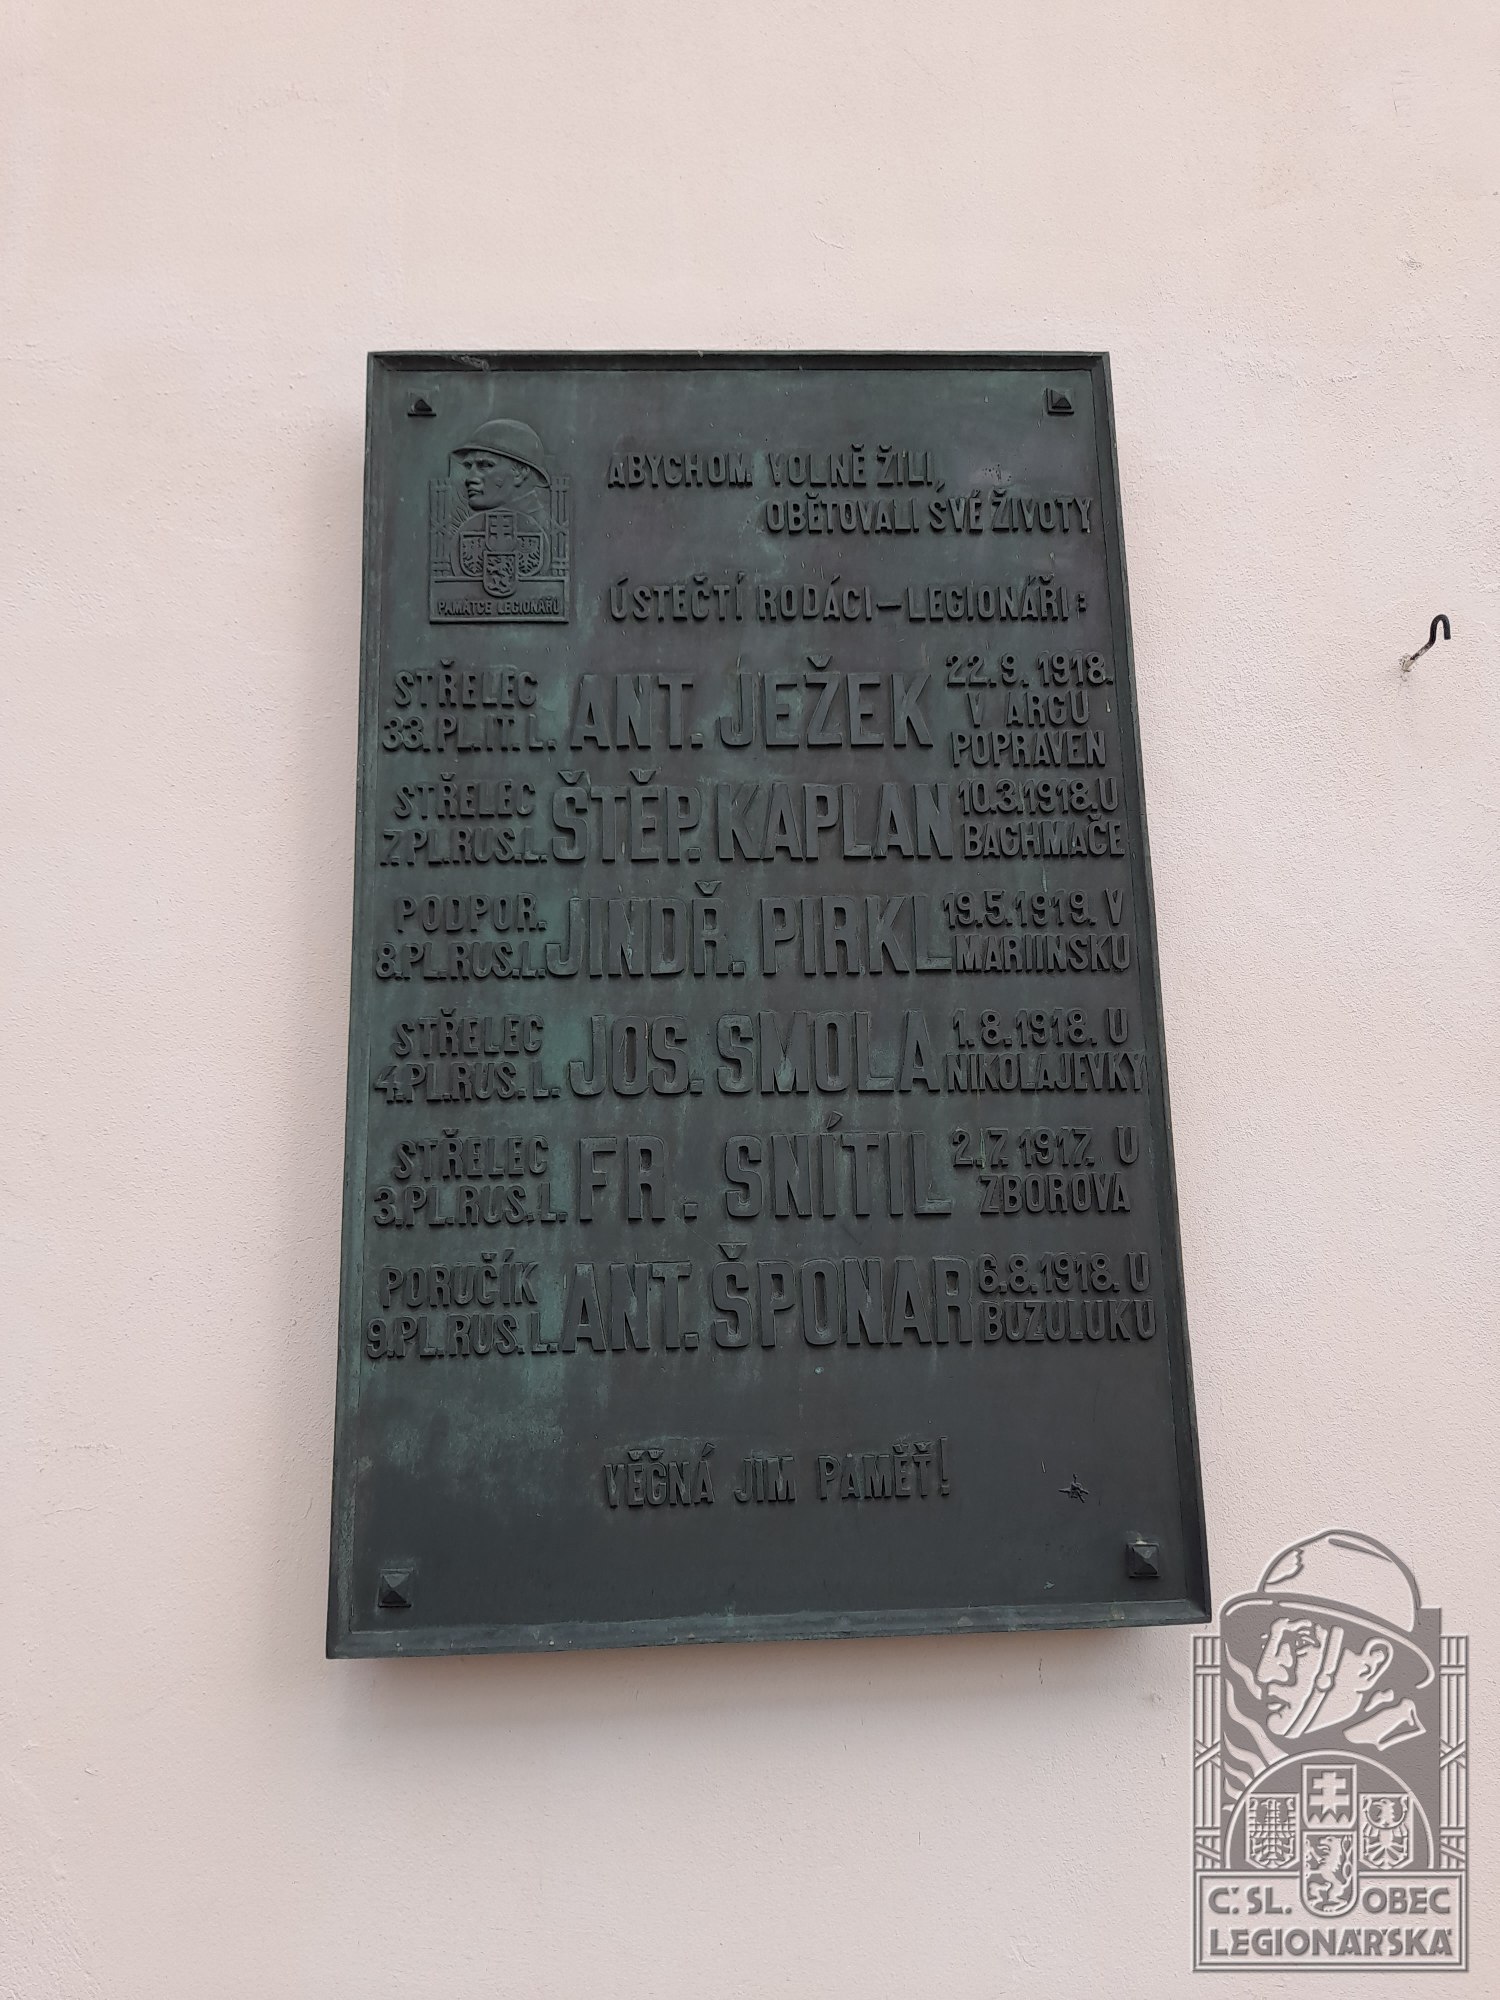 PAMÁTCE LEGIONÁŘŮ
ABYCHOM VOLNĚ ŽILI,
OBĚTOVALI SVÉ ŽIVOTY
ÚSTEČTÍ RODÁCI – LEGIONÁŘI:
STŘELEC
33.PL.IT.L. ANT. JEŽEK 22.9.1918.
V ARCU
POPRAVEN
STŘELEC
7.PL.RUS.L. ŠTĚP. KAPLAN 10.3.1918.U
BACHMAČE
PODPOR.
8.PL.RUS.L. JINDŘ. PIRKL 19.5.1919. V
MARIINSKU
STŘELEC
4.PL.RUS.L. JOS. SMOLA 1.8.1918. U
NIKOLAJEVKY
STŘELEC
3.PL.RUS.L. FR. SNÍTIL 2.7.1917. U
ZBOROVA
PORUČÍK
9.PL.RUS.L. ANT. ŠPONAR 6.8.1918. U
BUZULUKU
VĚČNÁ JIM PAMĚŤ!
Č.SL. OBEC
LEGIONÁŘSKÁ